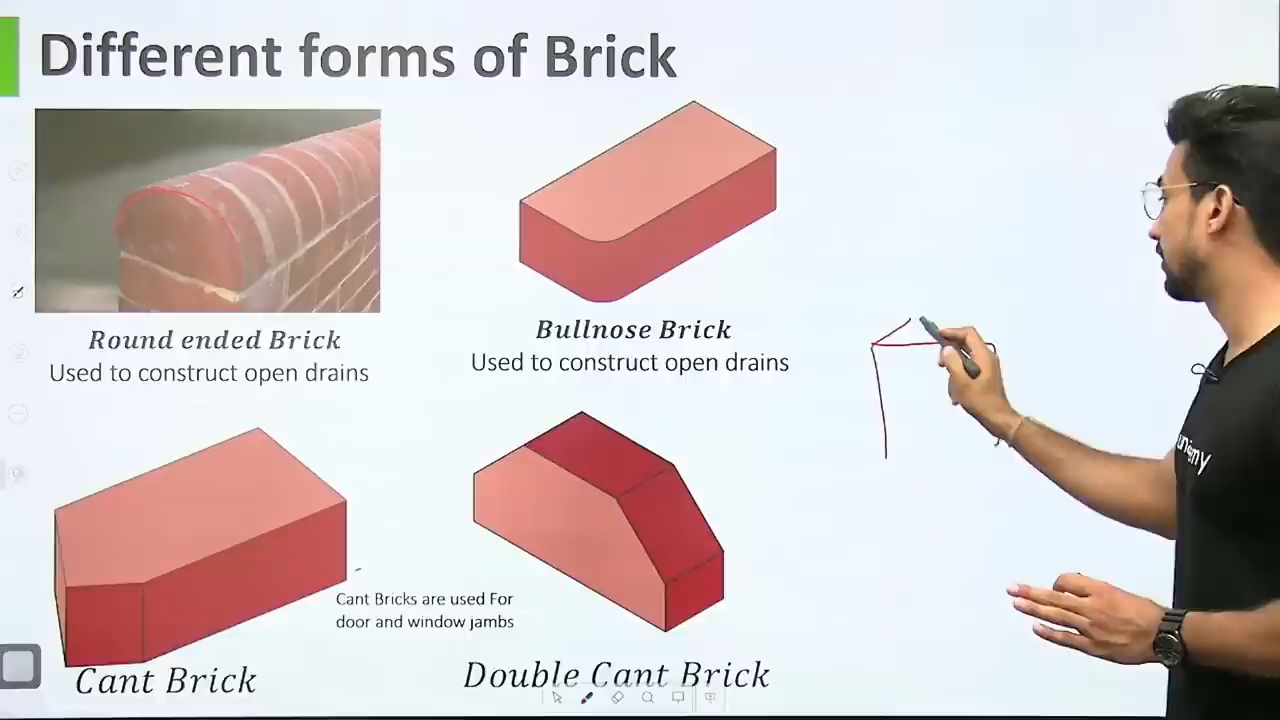 Different forms of Brick
Round ended Brick
Used to construct open drains
Bullnose Brick
Used to construct open drains
Cant Bricks are used For
door and window jambs
Cant Brick
Double Cant Brick